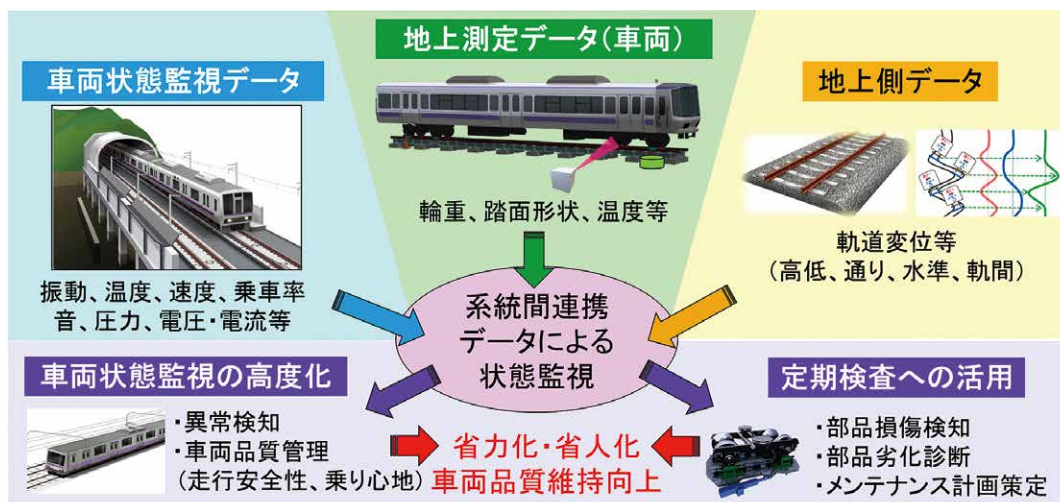 地上測定データ(車両)
車両状態監視データ
地上側データ
輪重、踏面形状、温度等
軌道変位等
(高低、通り、水準、軌間)
振動、温度、速度、乗車率
音、圧力、電圧・電流等
系統間連携
データによる
状態監視
車両状態監視の高度化
・異常検知
・車両品質管理
(走行安全性、乗り心地)
省力化・省人化
車両品質維持向上
定期検査への活用
・部品損傷検知
・部品劣化診断
・メンテナンス計画策定